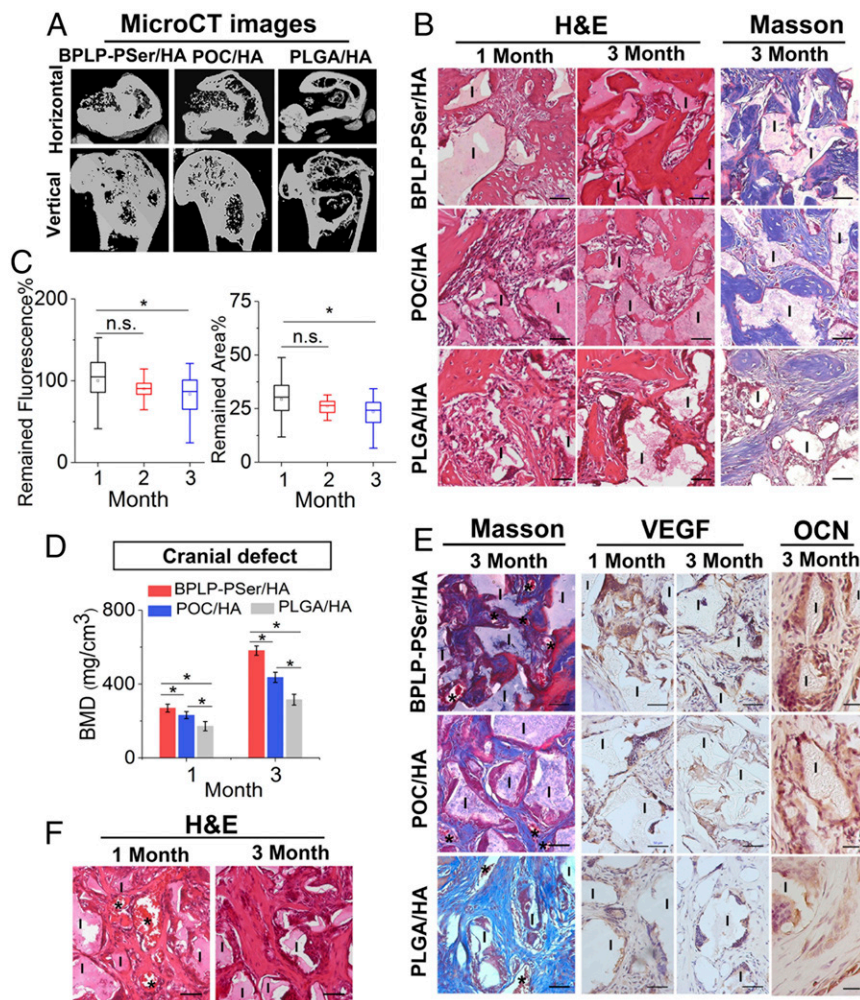 A
MicroCT images
BPLP-PSer/HA POC/HA PLGA/HA
Horizontal
Vertical
B
H&E Masson
1 Month 3 Month 3 Month
BPLP-PSer/HA
I I I I I I
POC/HA
I I I I I I
PLGA/HA
I I I I I I
C
Remained Fluorescence%
200
100
0
n.s.
*
1 2 3
Month
Remained Area%
75
50
25
0
n.s.
*
1 2 3
Month
D
Cranial defect
BPLP-PSer/HA
POC/HA PLGA/HA
BMD (mg/cm3)
800
400
0
* * * * * *
1 3
Month
E
Masson VEGF OCN
3 Month 1 Month 3 Month 3 Month
BPLP-PSer/HA
POC/HA
PLGA/HA
F
H&E
1 Month 3 Month